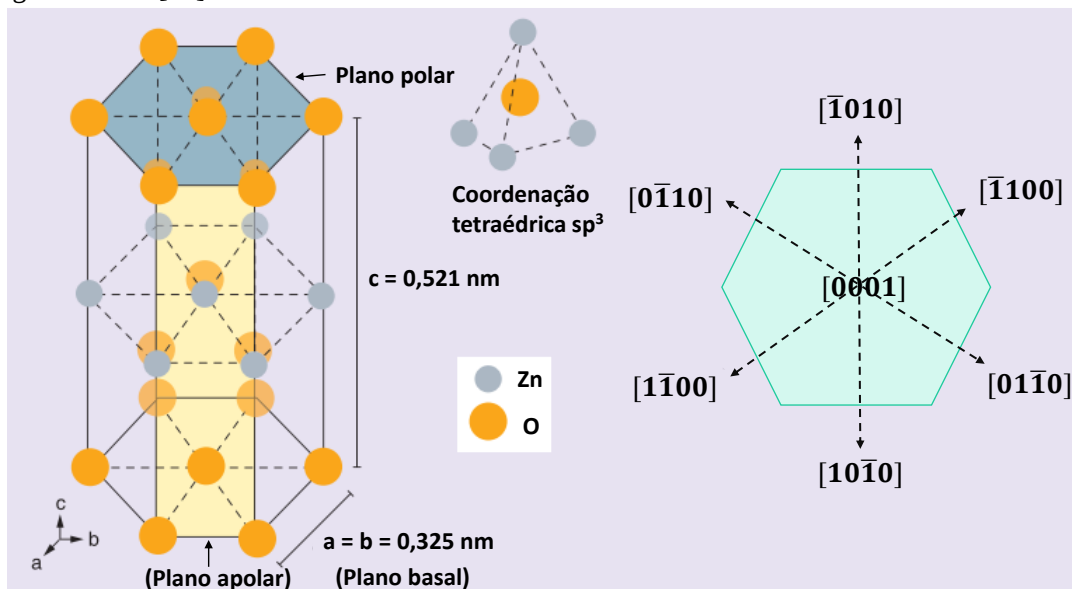 Plano polar
Coordenação
tetraédrica sp³
c = 0,521 nm
Zn
O
a = b = 0,325 nm
(Plano apolar)
(Plano basal)
c
b
a
[1̅010]
[01̅10]
[1̅100]
[0001]
[11̅00]
[011̅0]
[101̅0]